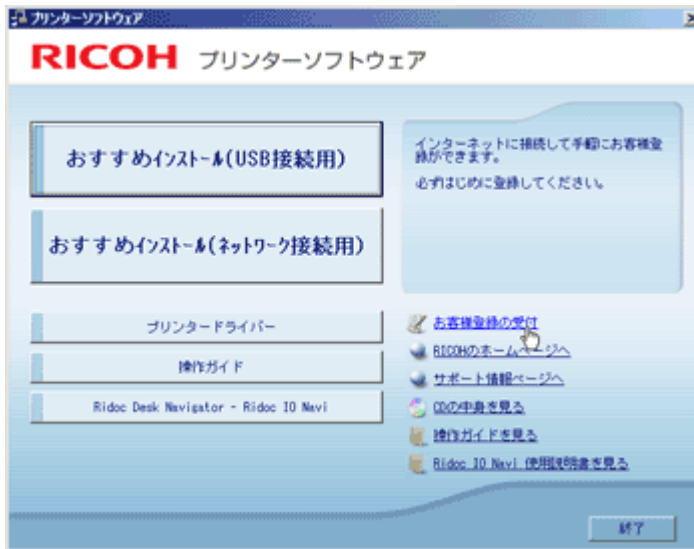 プリンターソフトウェア
RICOH プリンターソフトウェア
おすすめインストール(USB接続用)
おすすめインストール(ネットワーク接続用)
プリンタードライバー
操作ガイド
Ridoc Desk Navigator - Ridoc IO Navi
インターネットに接続して手軽にお客様登
録ができます。
必ずはじめに登録してください。
お客様登録の受付
RICOHのホームページへ
サポート情報ページへ
CDの中身を見る
操作ガイドを見る
Ridoc IO Navi 使用説明書を見る
終了